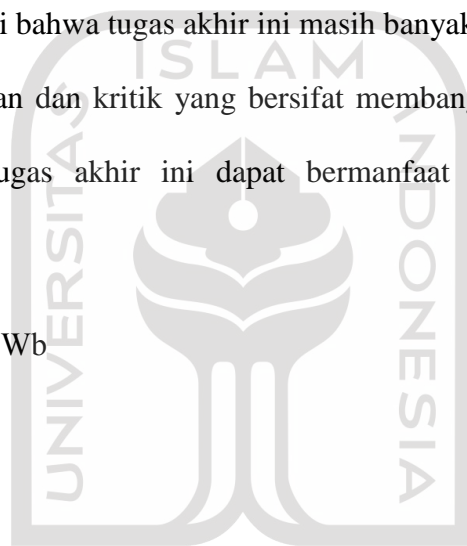 i bahwa tugas akhir ini masih banyak
ISLAM
an dan kritik yang bersifat membang
ugas akhir ini dapat bermanfaat
Wb
UNIVERSITAS
INDONESIA